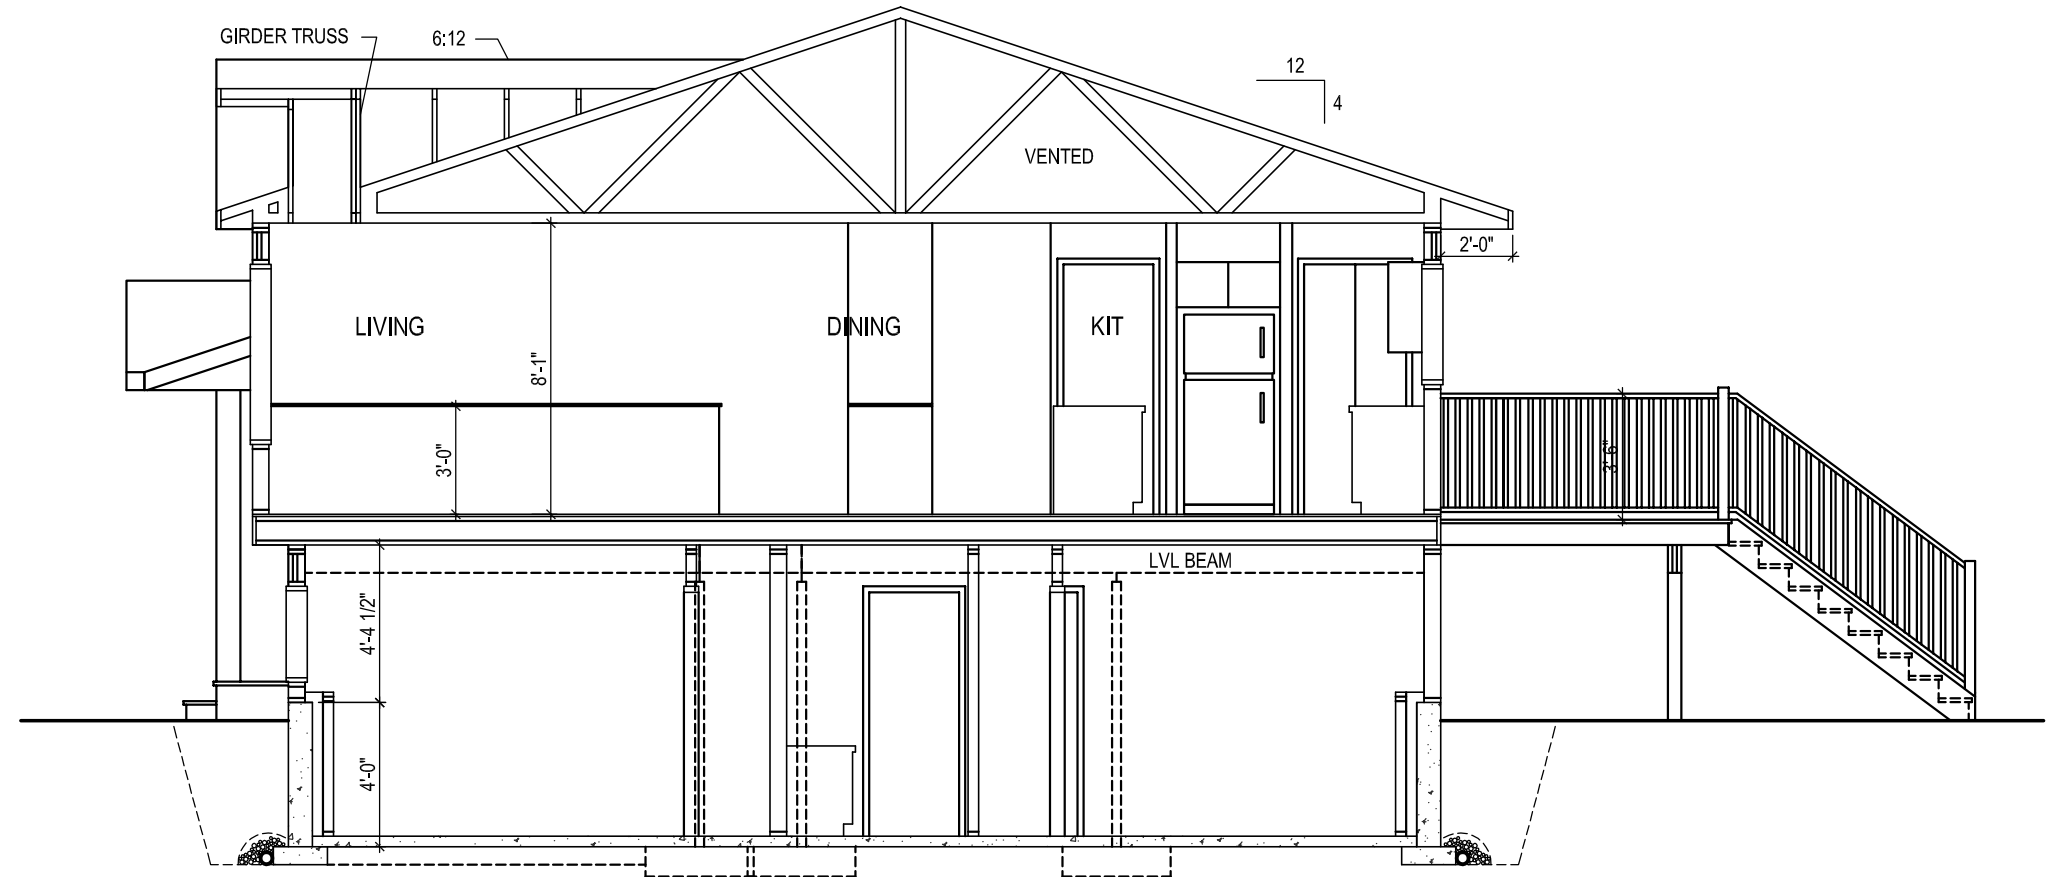 GIRDER TRUSS
6:12
12
4
VENTED
2'-0"
LIVING
DINING
KIT
8'-1"
3'-0"
3'-6"
LVL BEAM
4'-4 1/2"
4'-0"